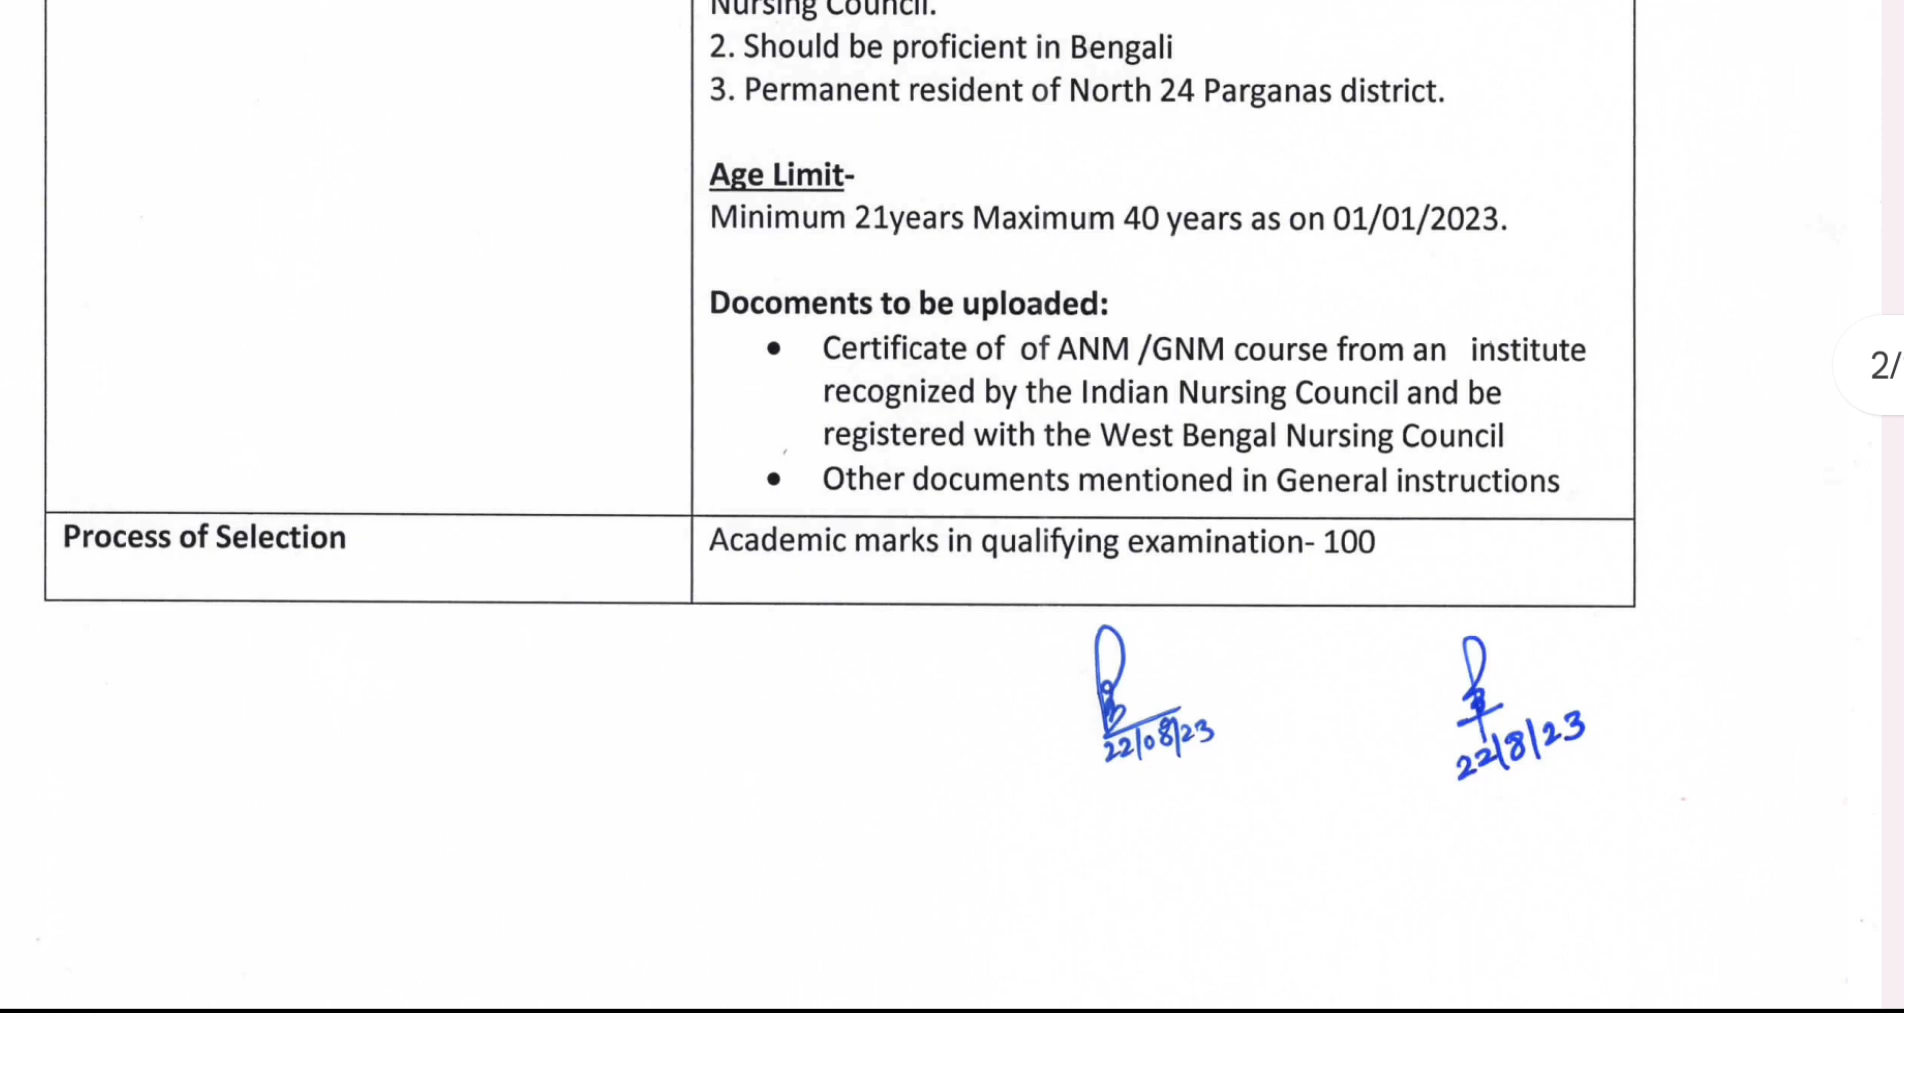 Nursing Council.
2. Should be proficient in Bengali
3. Permanent resident of North 24 Parganas district.
Age Limit-
Minimum 21years Maximum 40 years as on 01/01/2023.
Docoments to be uploaded:
• Certificate of of ANM /GNM course from an institute
recognized by the Indian Nursing Council and be
registered with the West Bengal Nursing Council
• Other documents mentioned in General instructions
Process of Selection
Academic marks in qualifying examination- 100
22/08/23
22/8/23
2/